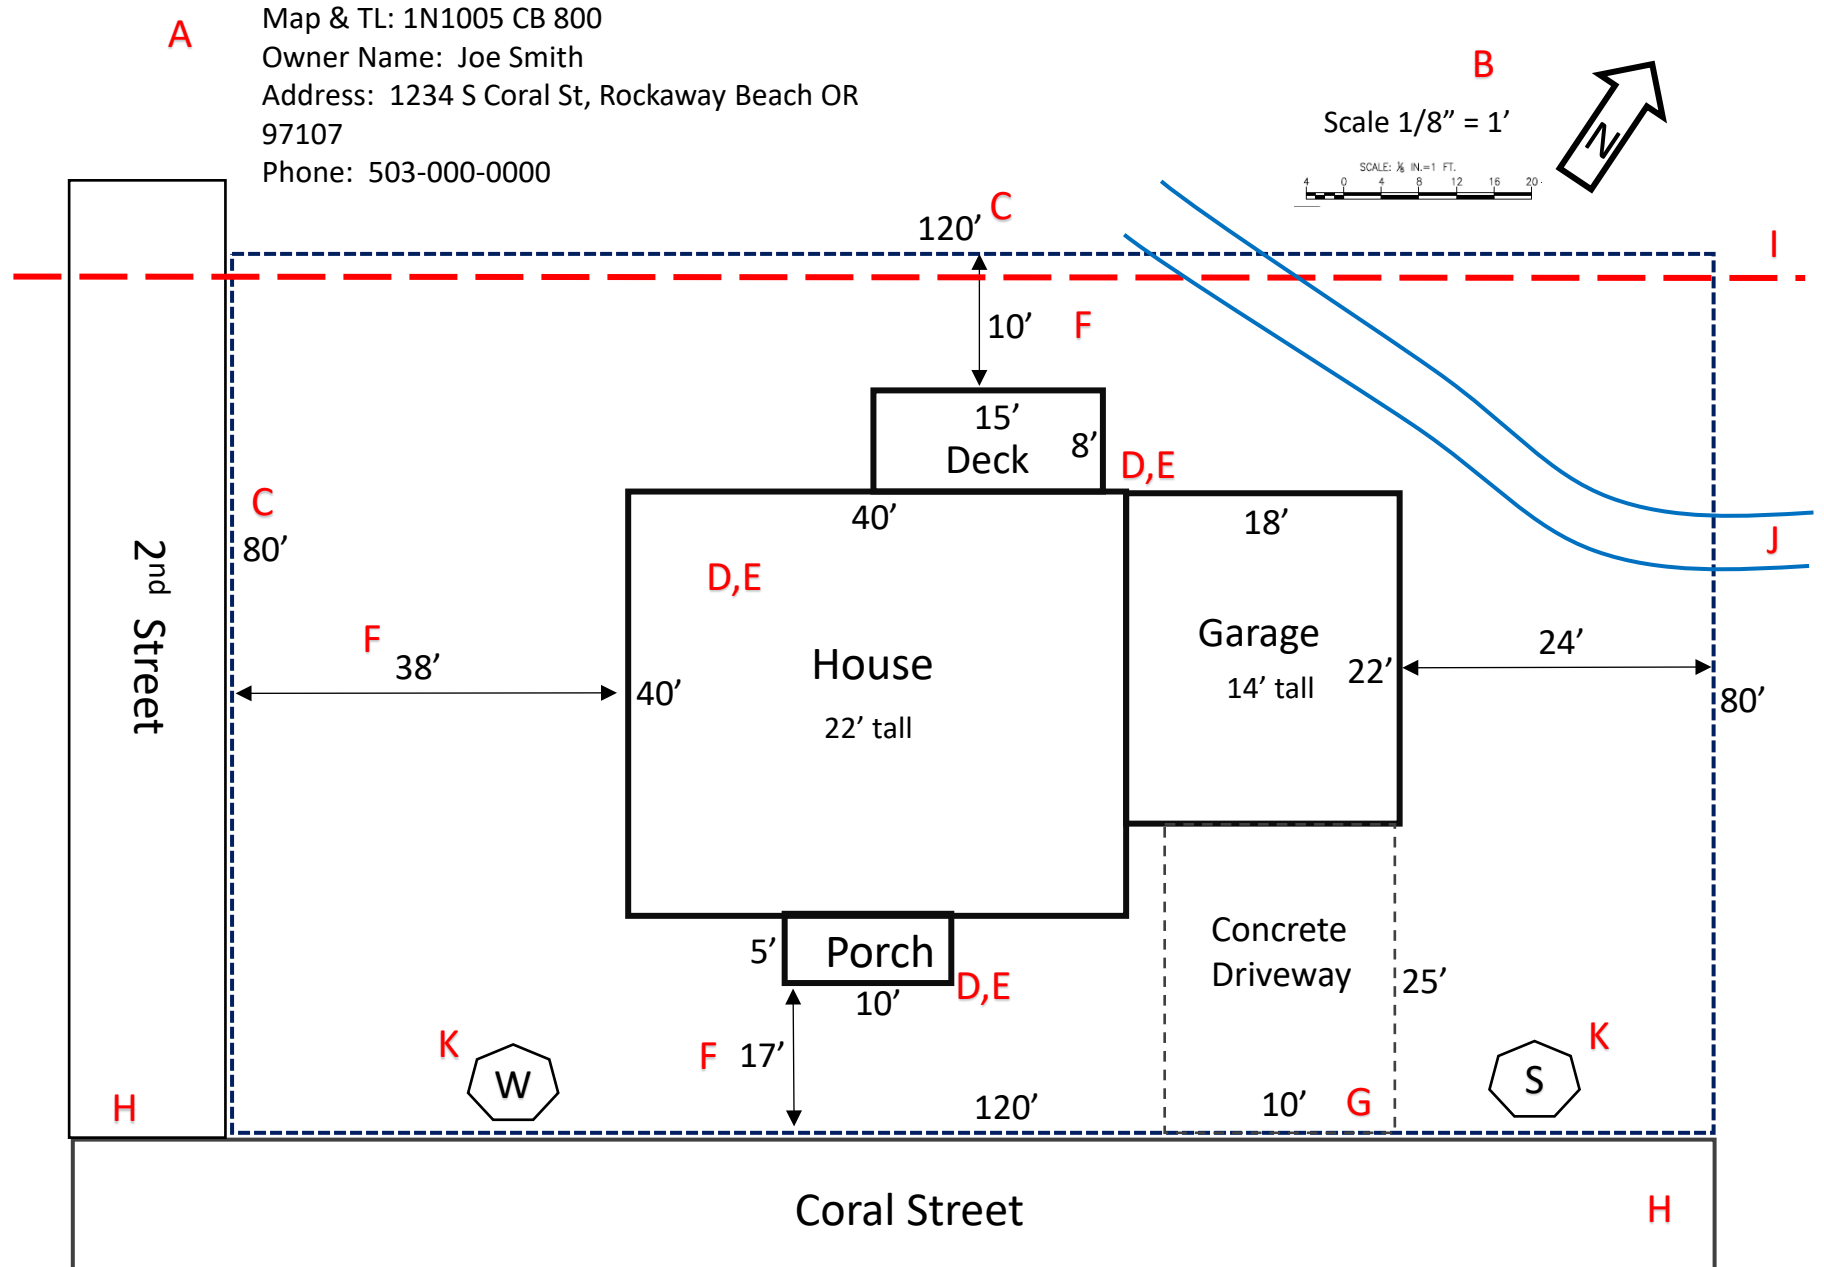 A
Map & TL: 1N1005 CB 800
Owner Name: Joe Smith
Address: 1234 S Coral St, Rockaway Beach OR
97107
Phone: 503-000-0000
B
Scale 1/8” = 1’
N
SCALE: ⅛ IN.=1 FT.
4 0 4 8 12 16 20
120’ C
I
10’ F
15’
Deck 8’
D,E
C
80’
40’
18’
J
2nd Street
D,E
F
38’
House
40’
22’ tall
Garage
14’ tall
22’
24’
80’
5’ Porch
10’ D,E
Concrete
Driveway
25’
K
W
F 17’
120’
10’ G
K
S
H
Coral Street
H